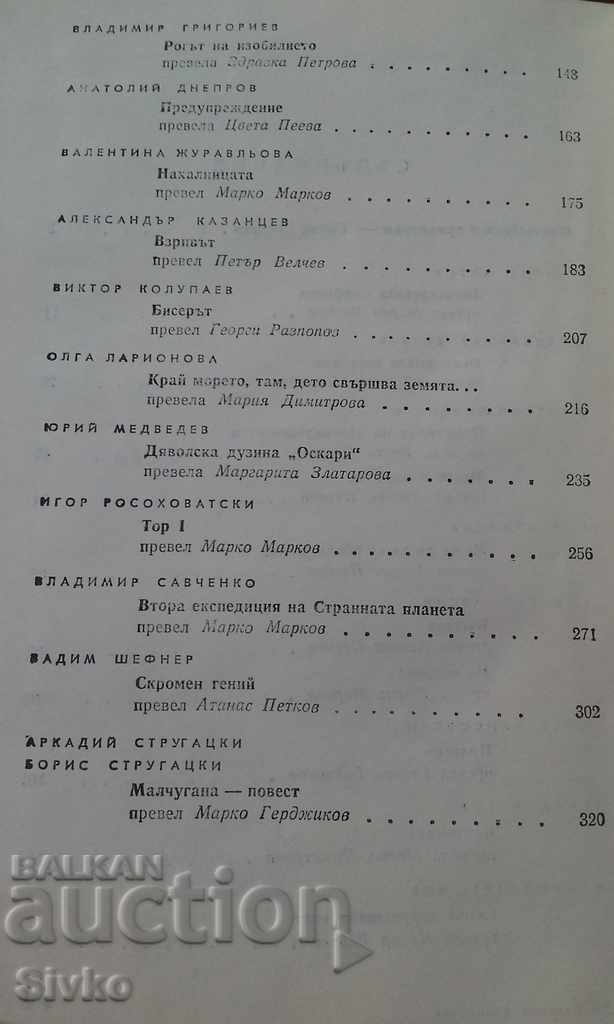 ВЛАДИМИР ГРИГОРИЕВ
Рогът на изобилието
превела Здравка Петрова . . . . . . . . 148
АНАТОЛИЙ ДНЕПРОВ
Предупреждение
превела Цвета Пеева . . . . . . . . . . 163
ВАЛЕНТИНА ЖУРАВЛЬОВА
Нахалницата
превел Марко Марков . . . . . . . . . 175
АЛЕКСАНДЪР КАЗАНЦЕВ
Взривът
превел Петър Велчев . . . . . . . . . 183
ВИКТОР КОЛУПАЕВ
Бисерът
превел Георги Разпопов . . . . . . . . . 207
ОЛГА ЛАРИОНОВА
Край морето, там, дето свършва земята...
превела Мария Димитрова . . . . . . . . 216
ЮРИЙ МЕДВЕДЕВ
Дяволска дузина „Оскари“
превела Маргарита Златарова . . . . . . . 235
ИГОР РОСОХОВАТСКИ
Тор I
превел Марко Марков . . . . . . . . . . 256
ВЛАДИМИР САВЧЕНКО
Втора експедиция на Странната планета
превел Марко Марков . . . . . . . . . . 271
ВАДИМ ШЕФНЕР
Скромен гений
превел Атанас Петков . . . . . . . . . 302
АРКАДИЙ СТРУГАЦКИ
БОРИС СТРУГАЦКИ
Малчугана — повест
превел Марко Герджиков . . . . . . . . . 320
BALKAN
auction
Sivko